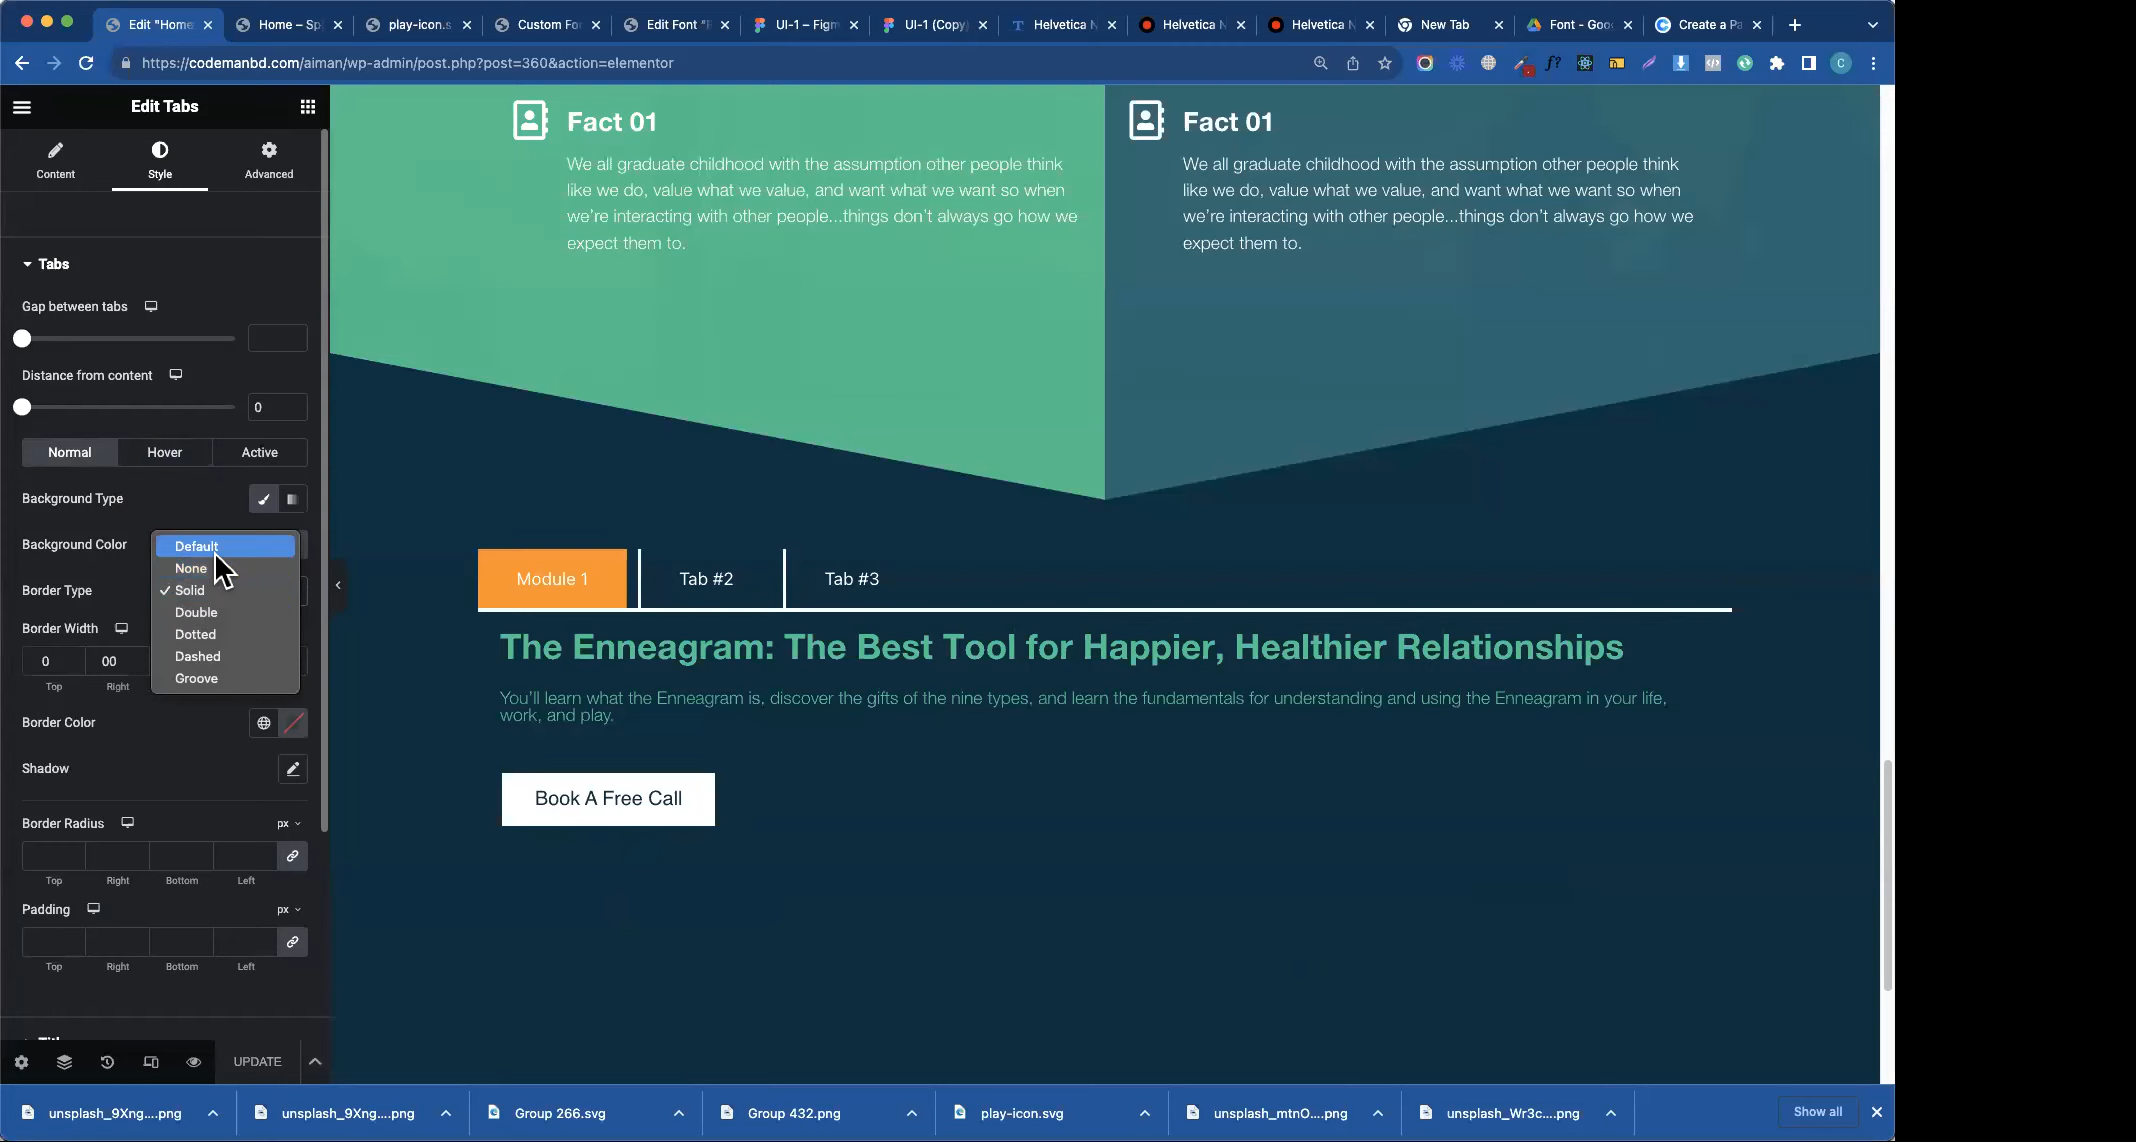 Edit "Home
Home – Sp
play-icon.s
Custom Fo
Edit Font "
UI-1 – Figm
UI-1 (Copy)
Helvetica N
Helvetica N
Helvetica N
New Tab
Font - Goo
Create a Pa
https://codemanbd.com/aiman/wp-admin/post.php?post=360&action=elementor
f?
C
Edit Tabs
Content
Style
Advanced
Tabs
Gap between tabs
Distance from content
0
Normal
Hover
Active
Background Type
Background Color
Default
None
Border Type
Solid
Double
Border Width
Dotted
0
00
Dashed
Top
Right
Groove
Border Color
Shadow
Border Radius
px
Top
Right
Bottom
Left
Padding
px
Top
Right
Bottom
Left
UPDATE
Fact 01
We all graduate childhood with the assumption other people think
like we do, value what we value, and want what we want so when
we're interacting with other people...things don't always go how we
expect them to.
Fact 01
We all graduate childhood with the assumption other people think
like we do, value what we value, and want what we want so when
we're interacting with other people...things don't always go how we
expect them to.
Module 1
Tab #2
Tab #3
The Enneagram: The Best Tool for Happier, Healthier Relationships
You'll learn what the Enneagram is, discover the gifts of the nine types, and learn the fundamentals for understanding and using the Enneagram in your life,
work, and play.
Book A Free Call
unsplash_9Xng....png
unsplash_9Xng....png
Group 266.svg
Group 432.png
play-icon.svg
unsplash_mtnO....png
unsplash_Wr3c....png
Show all